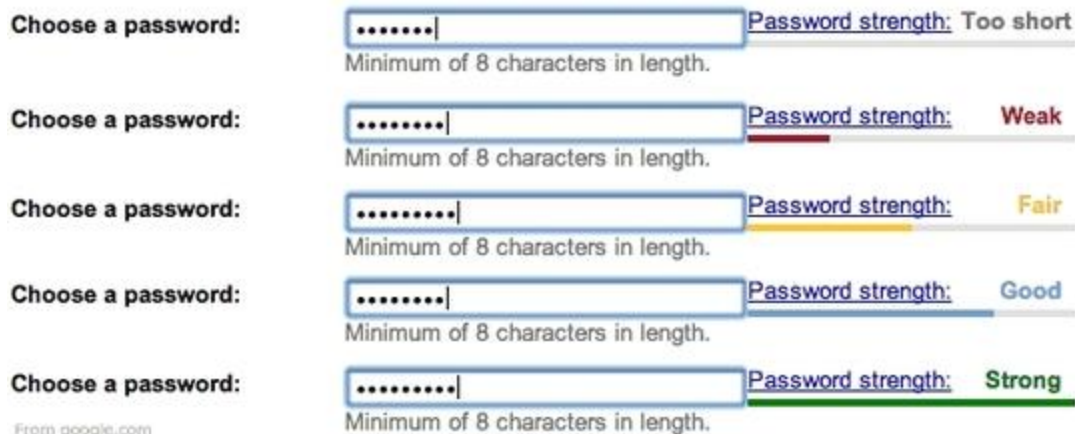 Choose a password: ••••••• Password strength: Too short
Minimum of 8 characters in length.
Choose a password: •••••••• Password strength: Weak
Minimum of 8 characters in length.
Choose a password: ••••••••• Password strength: Fair
Minimum of 8 characters in length.
Choose a password: •••••••• Password strength: Good
Minimum of 8 characters in length.
Choose a password: ••••••••• Password strength: Strong
Minimum of 8 characters in length.
From google.com